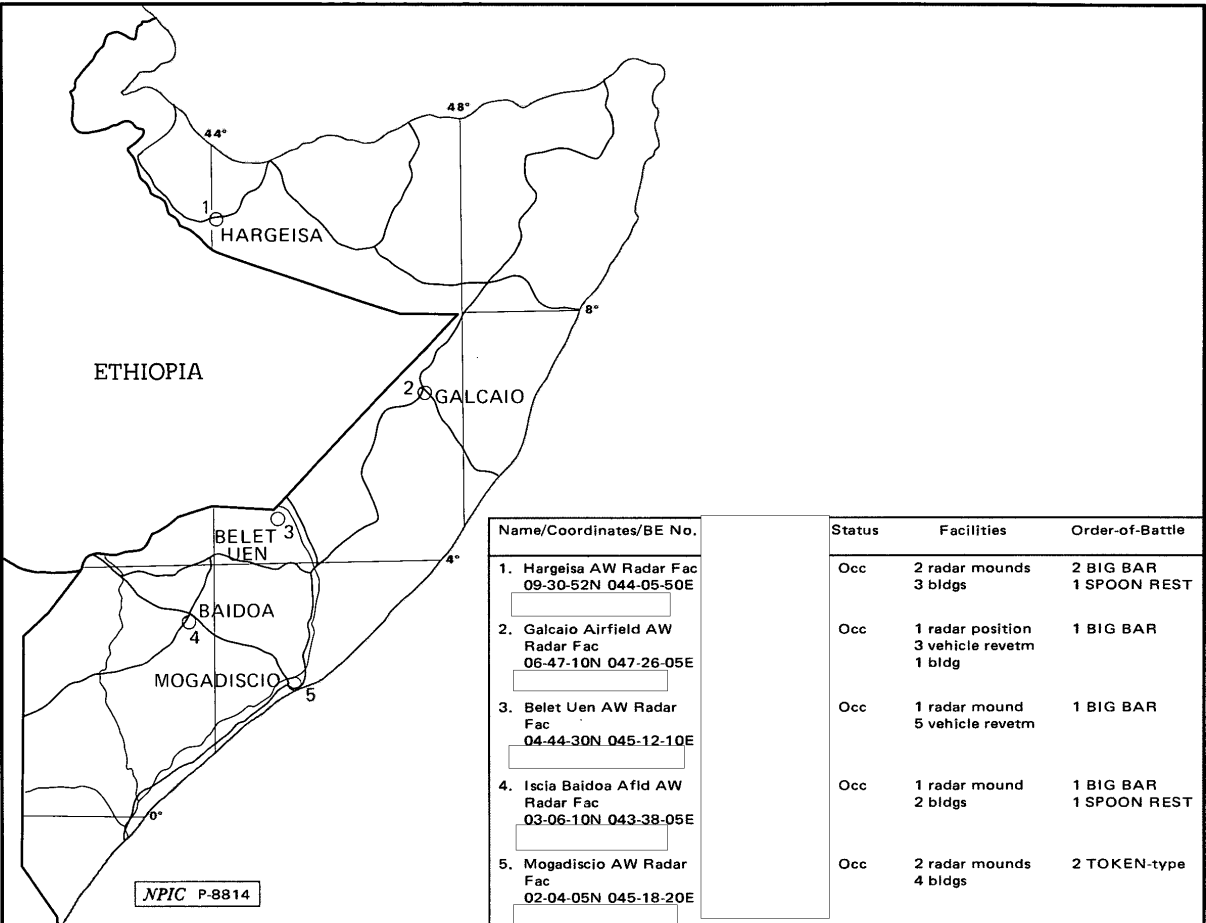 48°
44°
1
HARGEISA
8°
ETHIOPIA
2
GALCAIO
BELET
UEN
3
4°
BAIDOA
4
MOGADISCIO
5
0°
NPIC P-8814
Name/Coordinates/BE No. Status Facilities Order-of-Battle
1. Hargeisa AW Radar Fac Occ 2 radar mounds 2 BIG BAR
09-30-52N 044-05-50E 3 bldgs 1 SPOON REST
2. Galcaio Airfield AW Occ 1 radar position 1 BIG BAR
Radar Fac 3 vehicle revetm
06-47-10N 047-26-05E 1 bldg
3. Belet Uen AW Radar Occ 1 radar mound 1 BIG BAR
Fac 5 vehicle revetm
04-44-30N 045-12-10E
4. Iscia Baidoa Afld AW Occ 1 radar mound 1 BIG BAR
Radar Fac 2 bldgs 1 SPOON REST
03-06-10N 043-38-05E
5. Mogadiscio AW Radar Occ 2 radar mounds 2 TOKEN-type
Fac 4 bldgs
02-04-05N 045-18-20E